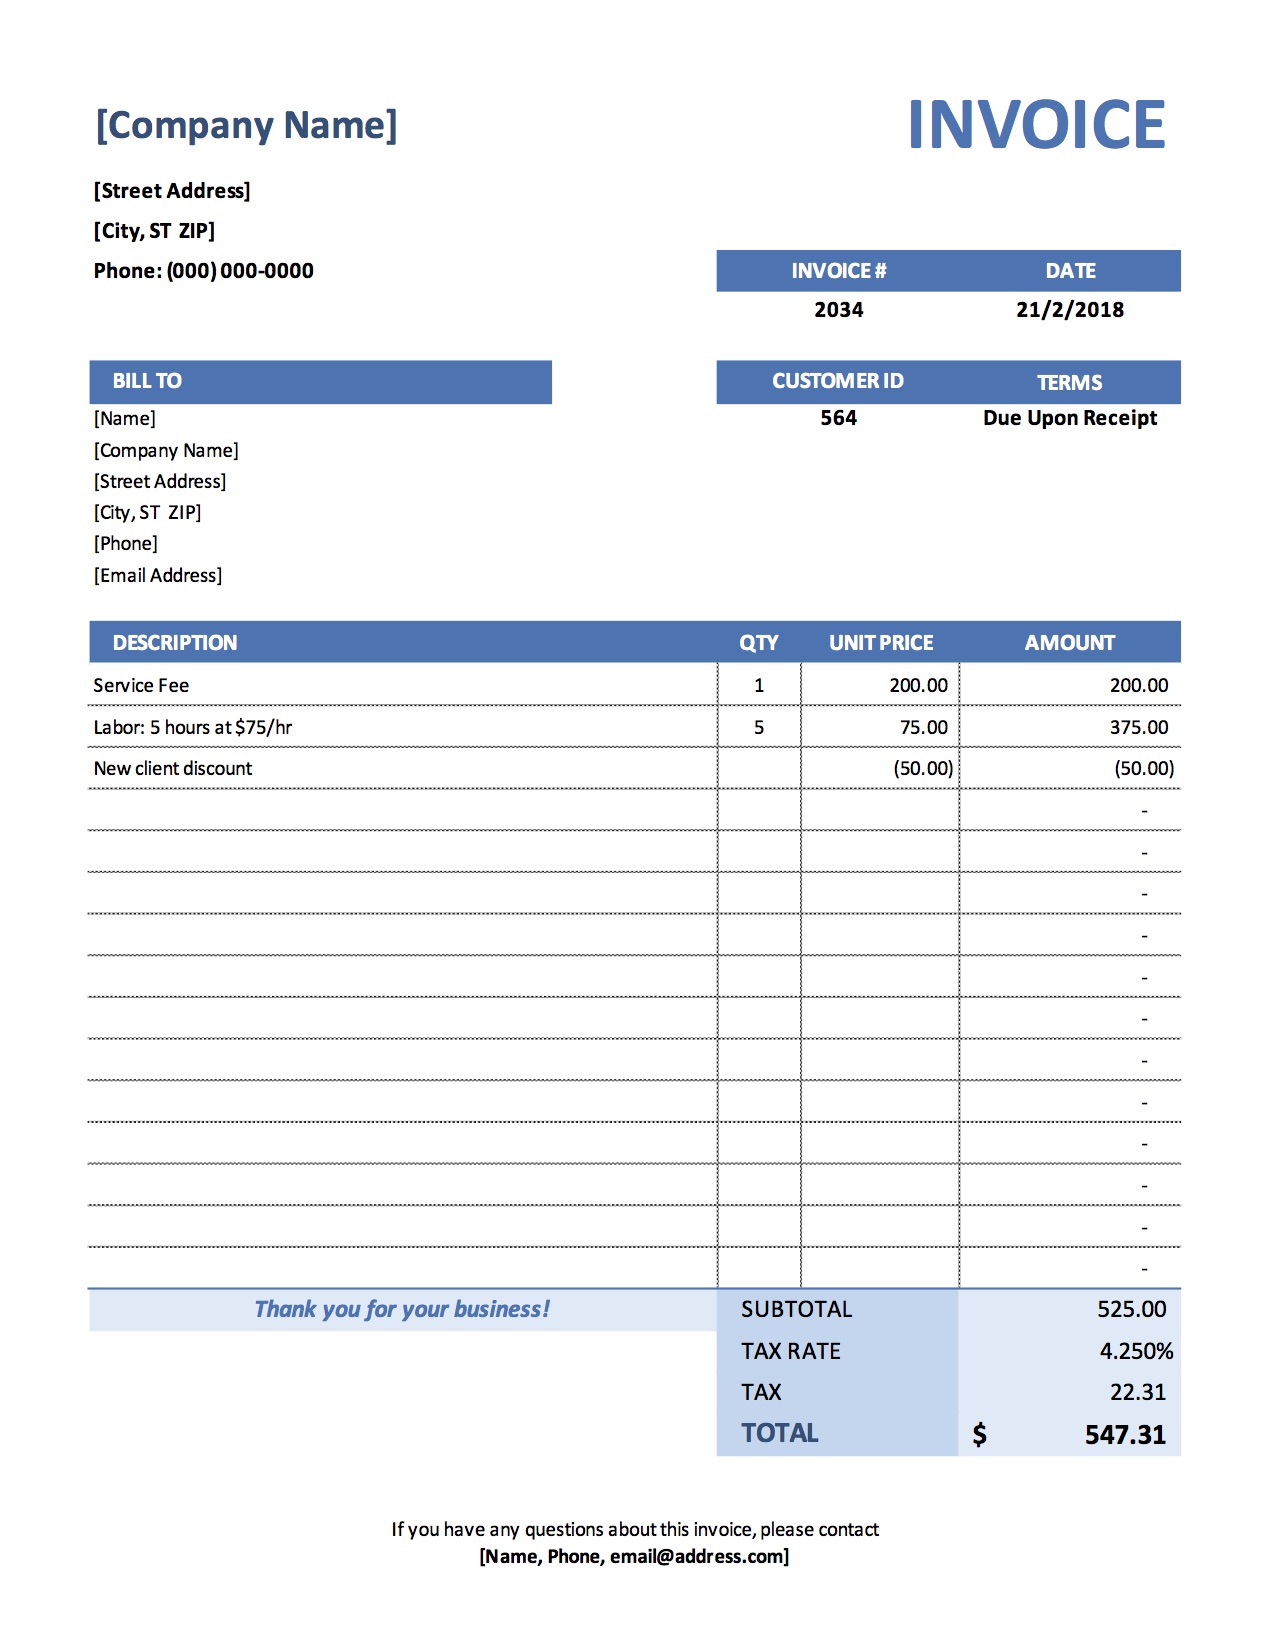 [Company Name]
INVOICE
[Street Address]
[City, ST ZIP]
Phone: (000) 000-0000
INVOICE # DATE
2034 21/2/2018
BILL TO
CUSTOMER ID TERMS
564 Due Upon Receipt
[Name]
[Company Name]
[Street Address]
[City, ST ZIP]
[Phone]
[Email Address]
DESCRIPTION QTY UNIT PRICE AMOUNT
Service Fee 1 200.00 200.00
Labor: 5 hours at $75/hr 5 75.00 375.00
New client discount (50.00) (50.00)
-
-
-
-
-
-
-
-
-
-
-
-
Thank you for your business!
SUBTOTAL 525.00
TAX RATE 4.250%
TAX 22.31
TOTAL $ 547.31
If you have any questions about this invoice, please contact
[Name, Phone, email@address.com]